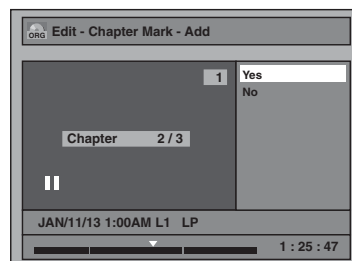 ORG Edit - Chapter Mark - Add
1
Yes
No
Chapter 2 / 3
JAN/11/13 1:00AM L1 LP
1 : 25 : 47